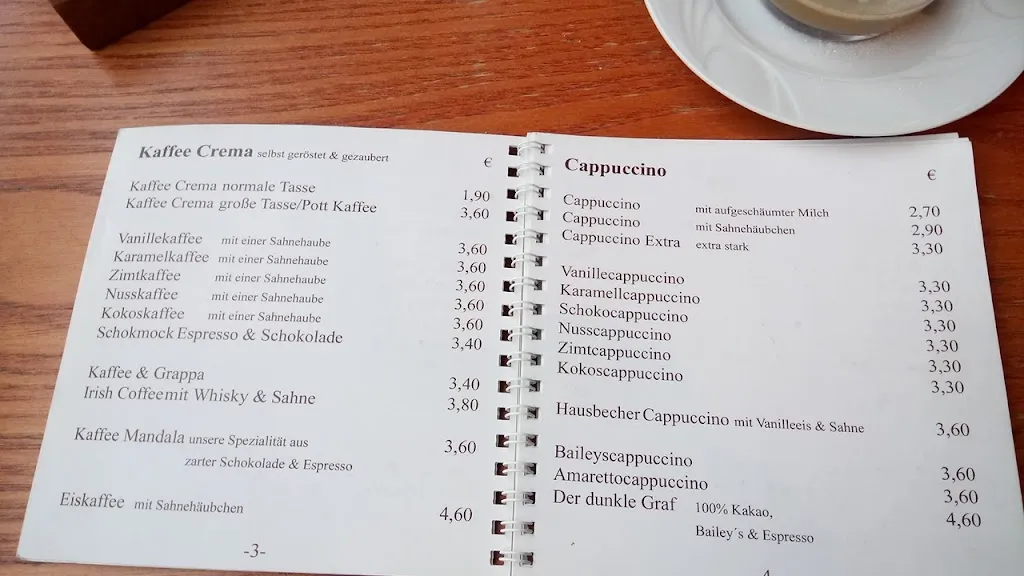 Kaffee Crema selbst geröstet & gezaubert €
Kaffee Crema normale Tasse 1,90
Kaffee Crema große Tasse/Pott Kaffee 3,60
Vanillekaffee mit einer Sahnehaube 3,60
Karamelkaffee mit einer Sahnehaube 3,60
Zimtkaffee mit einer Sahnehaube 3,60
Nusskaffee mit einer Sahnehaube 3,60
Kokoskaffee mit einer Sahnehaube 3,60
Schokmock Espresso & Schokolade 3,40
Kaffee & Grappa 3,40
Irish Coffeemit Whisky & Sahne 3,80
Kaffee Mandala unsere Spezialität aus 3,60
zarter Schokolade & Espresso
Eiskaffee mit Sahnehäubchen 4,60
-3-
Cappuccino €
Cappuccino mit aufgeschäumter Milch 2,70
Cappuccino mit Sahnehäubchen 2,90
Cappuccino Extra extra stark 3,30
Vanillecappuccino 3,30
Karamellcappuccino 3,30
Schokocappuccino 3,30
Nusscappuccino 3,30
Zimtcappuccino 3,30
Kokoscappuccino 3,30
Hausbecher Cappuccino mit Vanilleeis & Sahne 3,60
Baileyscappuccino 3,60
Amarettocappuccino 3,60
Der dunkle Graf 100% Kakao, 4,60
Bailey´s & Espresso